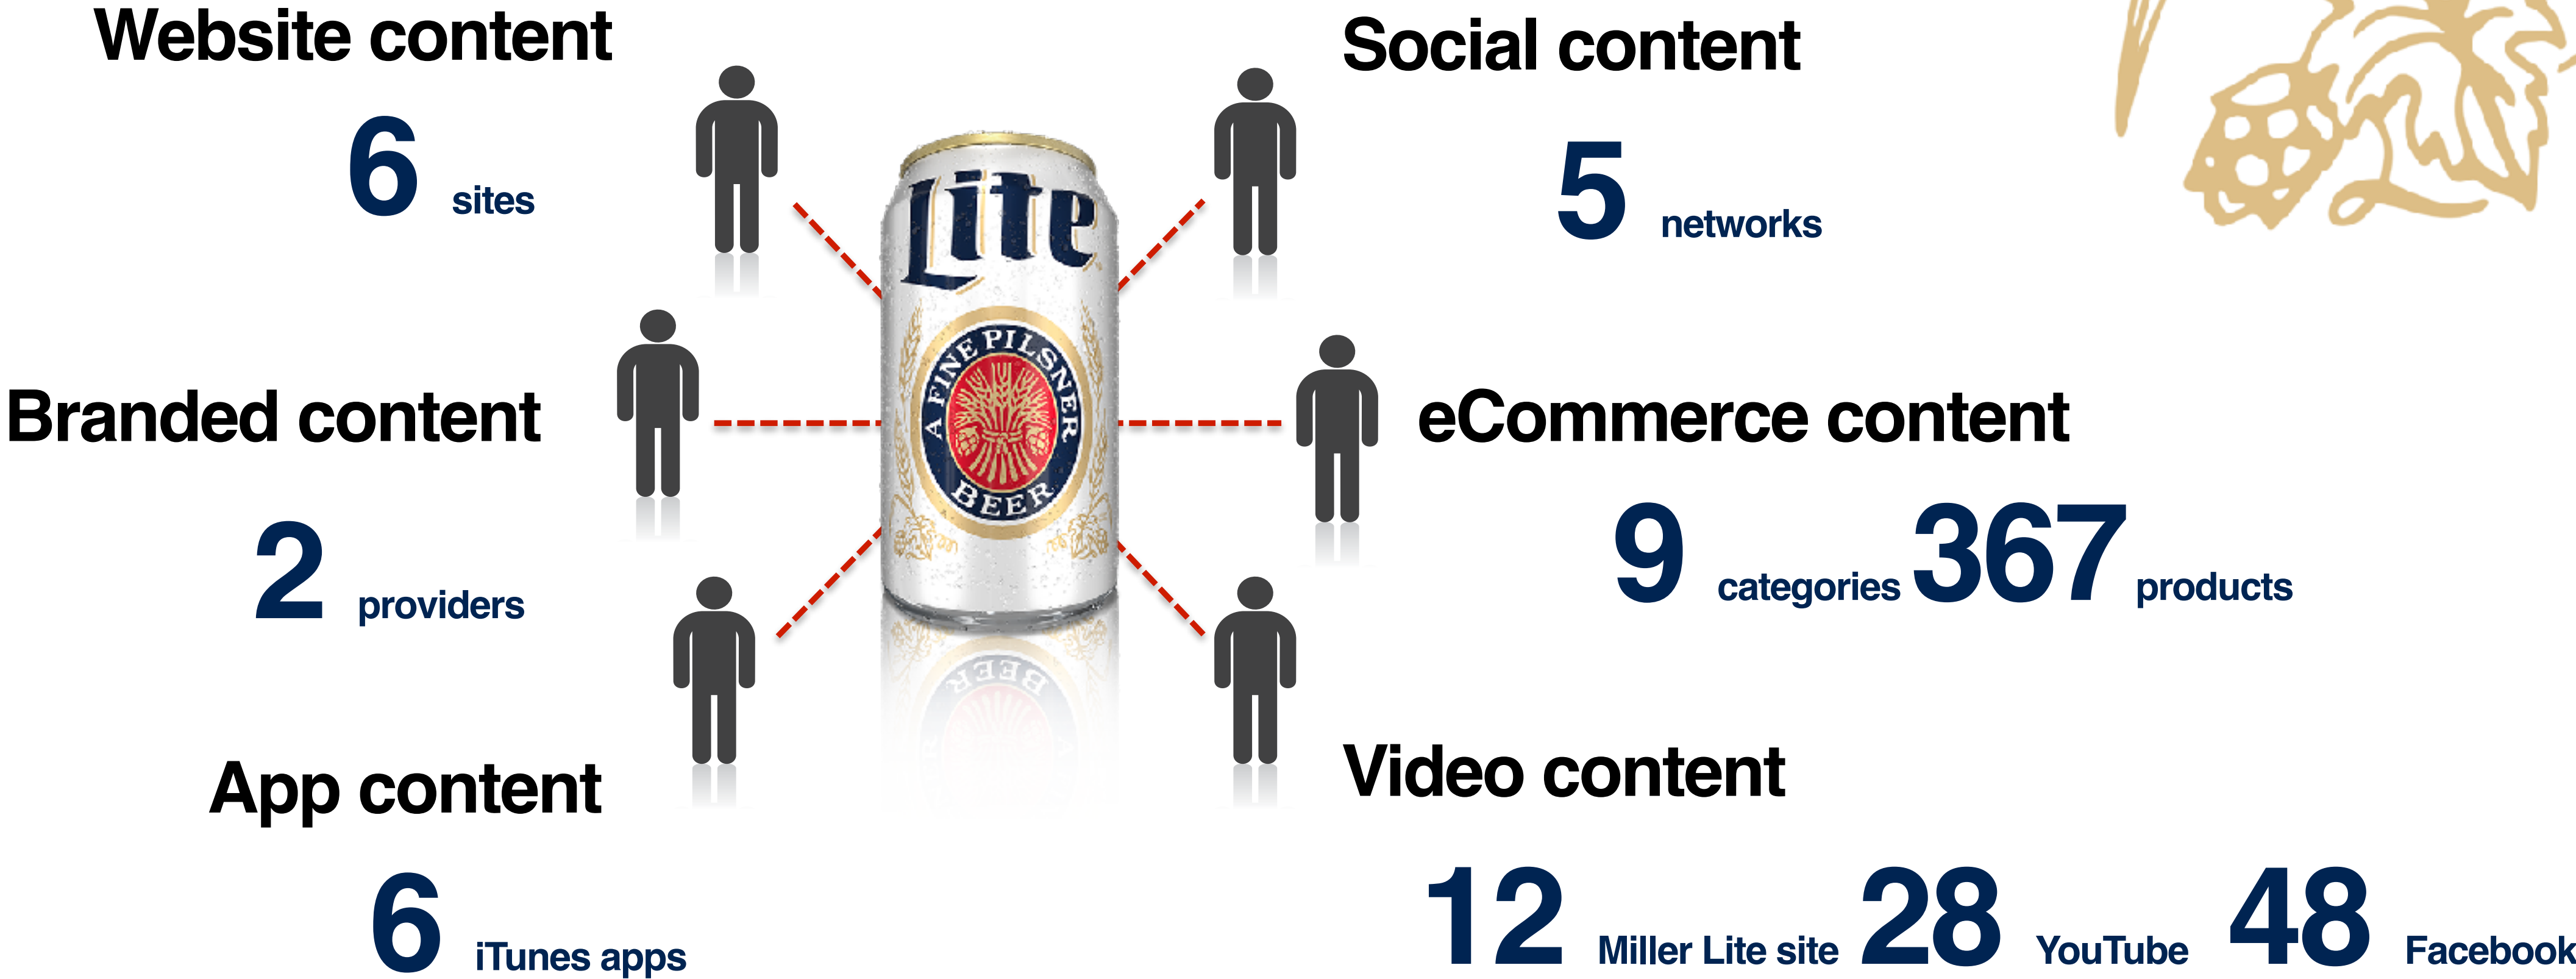 Website content
6 sites
Social content
5 networks
Lite
A FINE PILSNER
BEER
Branded content
2 providers
eCommerce content
9 categories 367 products
App content
6 iTunes apps
Video content
12 Miller Lite site 28 YouTube 48 Facebook